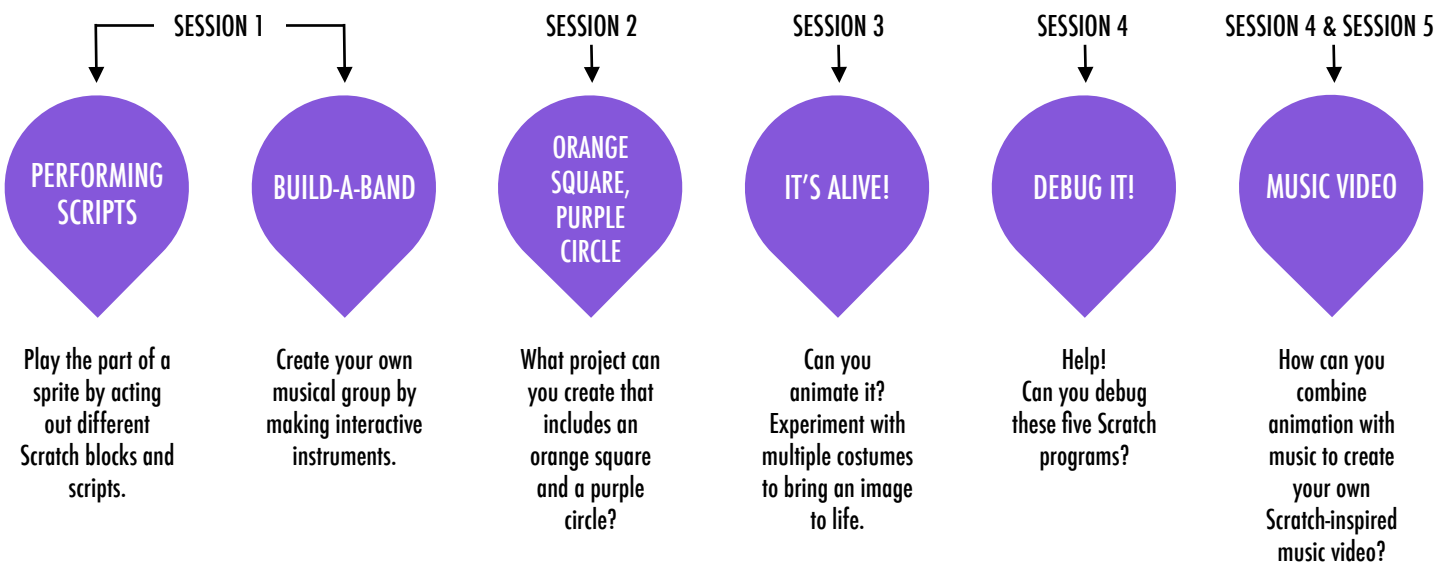 SESSION 1
SESSION 2
SESSION 3
SESSION 4
SESSION 4 & SESSION 5
PERFORMING
SCRIPTS
BUILD-A-BAND
ORANGE
SQUARE,
PURPLE
CIRCLE
IT'S ALIVE!
DEBUG IT!
MUSIC VIDEO
Play the part of a
sprite by acting
out different
Scratch blocks and
scripts.
Create your own
musical group by
making interactive
instruments.
What project can
you create that
includes an
orange square
and a purple
circle?
Can you
animate it?
Experiment with
multiple costumes
to bring an image
to life.
Help!
Can you debug
these five Scratch
programs?
How can you
combine
animation with
music to create
your own
Scratch-inspired
music video?